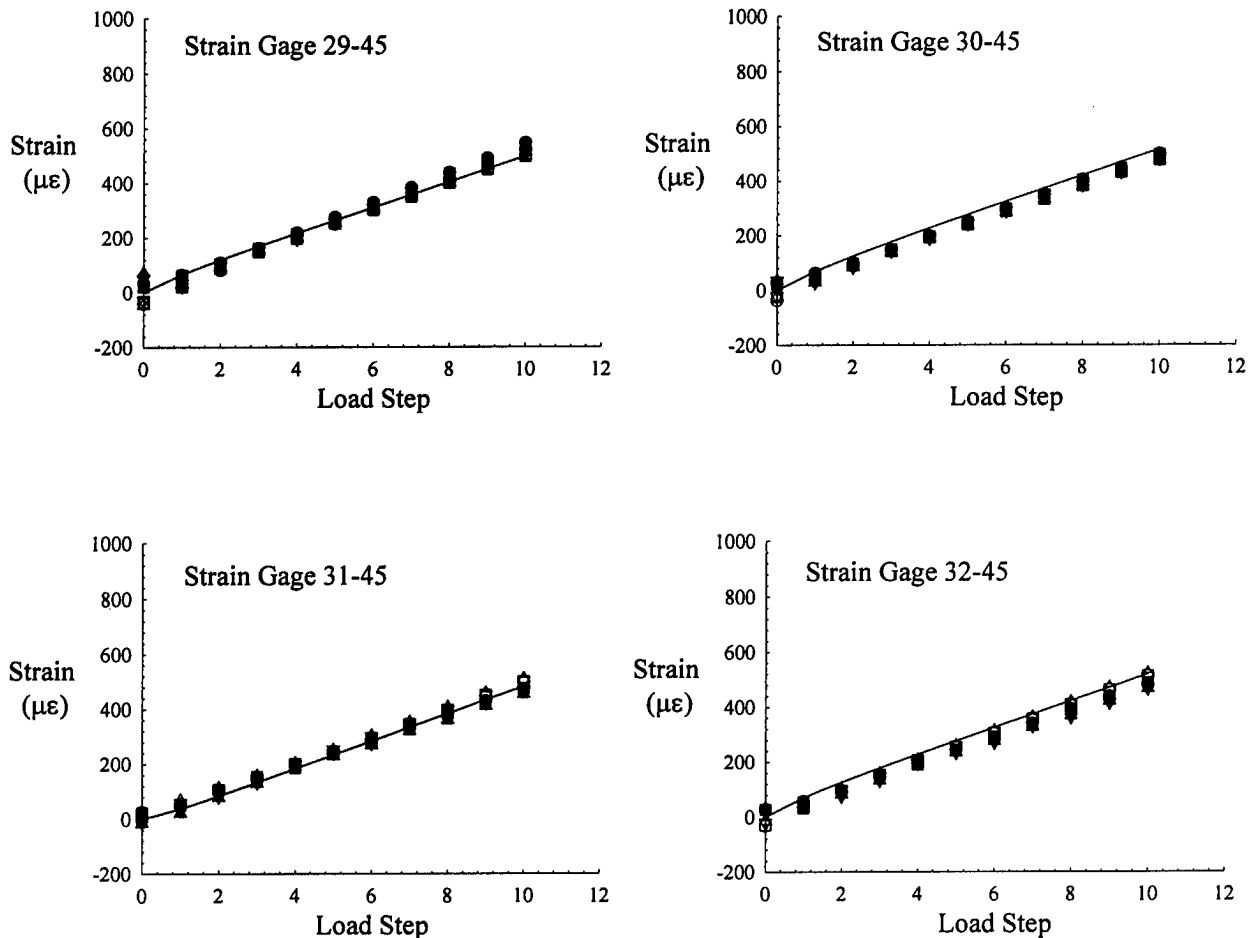 Strain Gage 29-45
1000
800
600
400
200
0
-200
Strain
(με)
0 2 4 6 8 10 12
Load Step
Strain Gage 30-45
1000
800
600
400
200
0
-200
Strain
(με)
0 2 4 6 8 10 12
Load Step
Strain Gage 31-45
1000
800
600
400
200
0
-200
Strain
(με)
0 2 4 6 8 10 12
Load Step
Strain Gage 32-45
1000
800
600
400
200
0
-200
Strain
(με)
0 2 4 6 8 10 12
Load Step